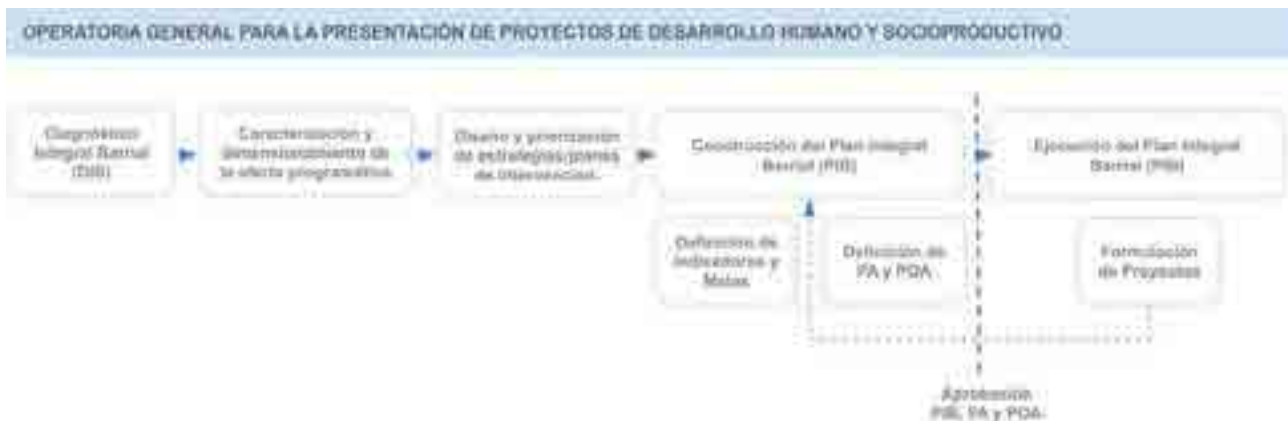 OPERATORIA GENERAL PARA LA PRESENTACIÓN DE PROYECTOS DE DESARROLLO HUMANO Y SOCIOPRODUCTIVO
Diagnóstico
Integral Barrial
(DIB)
Caracterización y
dimensionamiento de
la oferta programática.
Diseño y priorización
de estrategias/planes
de intervención.
Construcción del Plan Integral
Barrial (PIB)
Ejecución del Plan Integral
Barrial (PIB)
Definición de
Indicadores y
Metas
Definición de
PA y POA
Formulación
de Proyectos
Aprobación
PIB, PA y POA